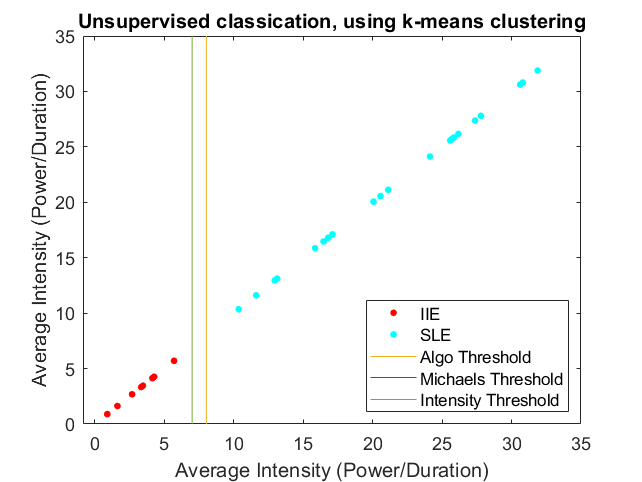 Unsupervised classication, using k-means clustering
35
30
25
20
15
10
5
0
Average Intensity (Power/Duration)
IIE
SLE
Algo Threshold
Michaels Threshold
Intensity Threshold
0 5 10 15 20 25 30 35
Average Intensity (Power/Duration)